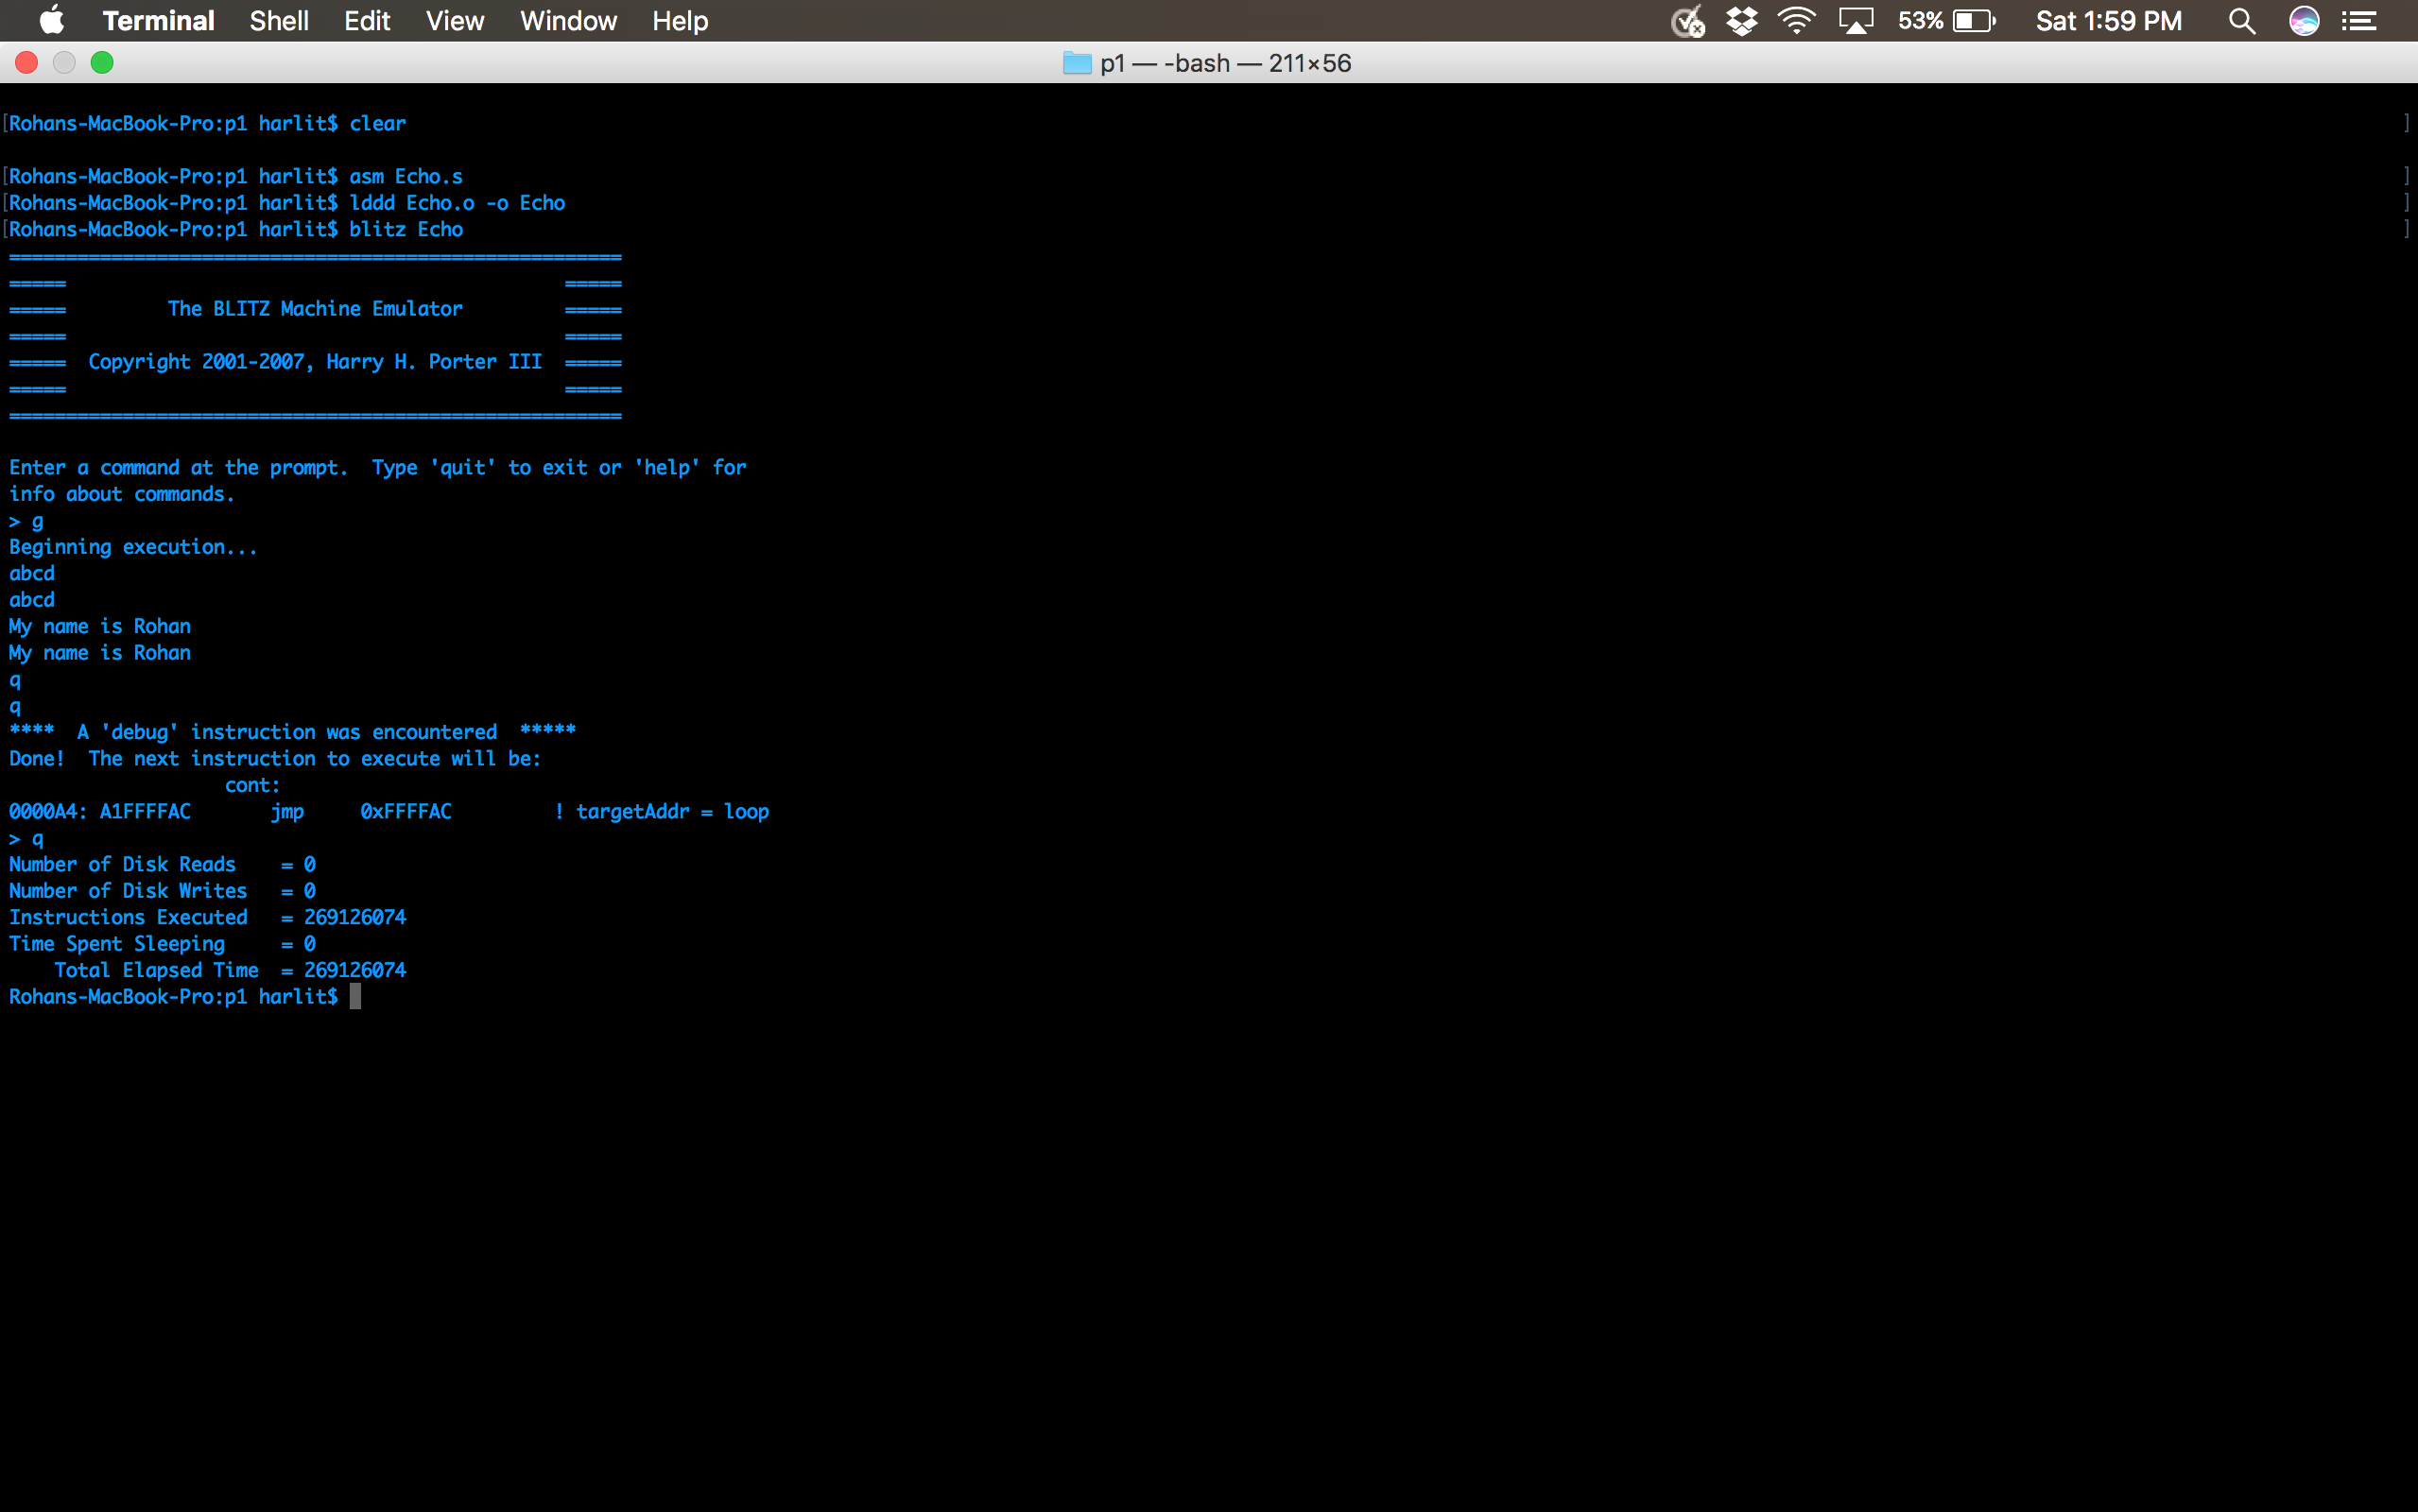 Terminal Shell Edit View Window Help 53% Sat 1:59 PM
p1 — -bash — 211×56
[Rohans-MacBook-Pro:p1 harlit$ clear ]
[Rohans-MacBook-Pro:p1 harlit$ asm Echo.s ]
[Rohans-MacBook-Pro:p1 harlit$ lddd Echo.o -o Echo ]
[Rohans-MacBook-Pro:p1 harlit$ blitz Echo ]
======================================================
=====                                            =====
=====         The BLITZ Machine Emulator         =====
=====                                            =====
=====  Copyright 2001-2007, Harry H. Porter III  =====
=====                                            =====
======================================================
Enter a command at the prompt.  Type 'quit' to exit or 'help' for
info about commands.
> g
Beginning execution...
abcd
abcd
My name is Rohan
My name is Rohan
q
q
****  A 'debug' instruction was encountered  *****
Done!  The next instruction to execute will be:
                   cont:
0000A4: A1FFFFAC       jmp     0xFFFFAC         ! targetAddr = loop
> q
Number of Disk Reads    = 0
Number of Disk Writes   = 0
Instructions Executed   = 269126074
Time Spent Sleeping     = 0
    Total Elapsed Time  = 269126074
Rohans-MacBook-Pro:p1 harlit$